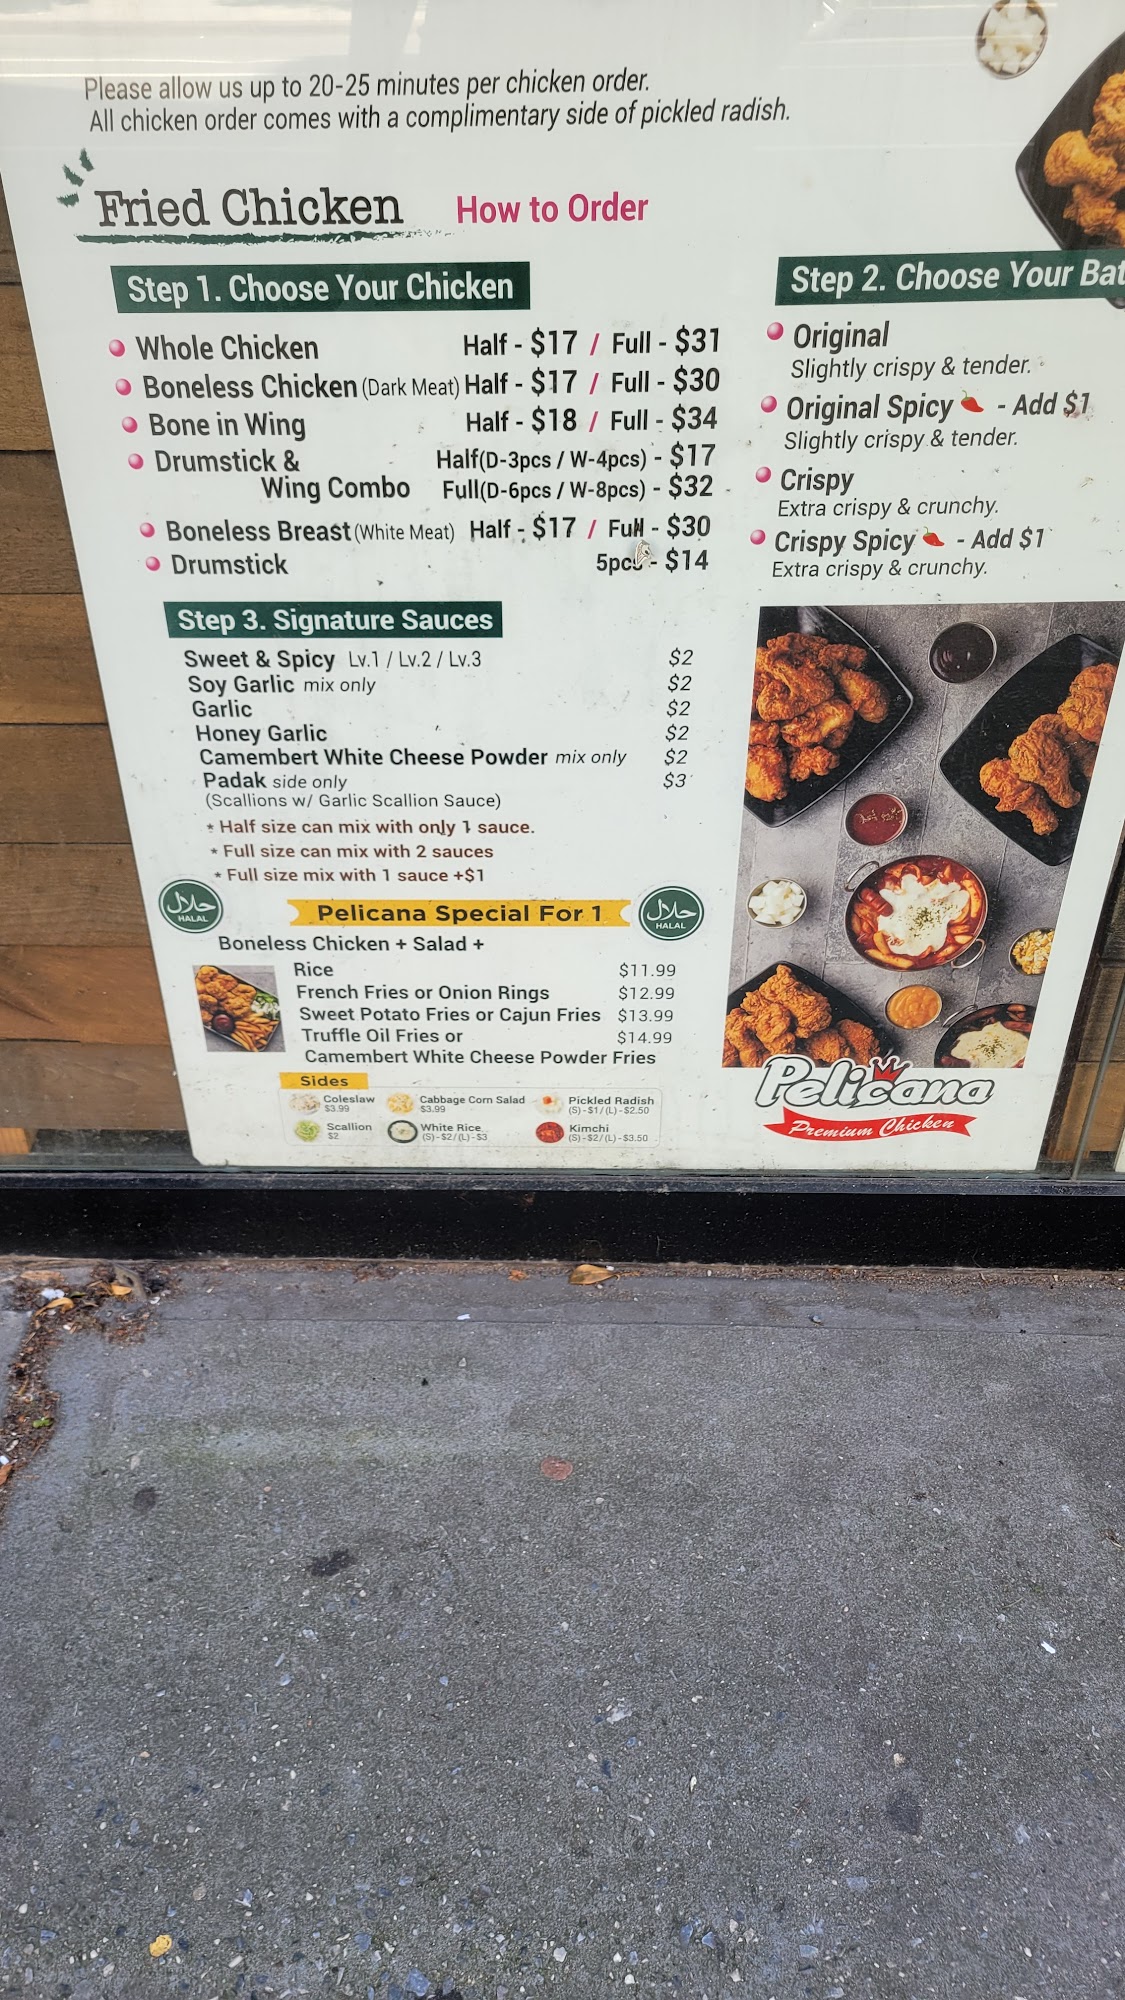 Please allow us up to 20-25 minutes per chicken order.
All chicken order comes with a complimentary side of pickled radish.
Fried Chicken How to Order
Step 1. Choose Your Chicken
Whole Chicken Half - $17 / Full - $31
Boneless Chicken (Dark Meat) Half - $17 / Full - $30
Bone in Wing Half - $18 / Full - $34
Drumstick & Half(D-3pcs / W-4pcs) - $17
Wing Combo Full(D-6pcs / W-8pcs) - $32
Boneless Breast (White Meat) Half - $17 / Full - $30
Drumstick 5pcs - $14
Step 2. Choose Your Bat
Original
Slightly crispy & tender.
Original Spicy - Add $1
Slightly crispy & tender.
Crispy
Extra crispy & crunchy.
Crispy Spicy - Add $1
Extra crispy & crunchy.
Step 3. Signature Sauces
Sweet & Spicy Lv.1 / Lv.2 / Lv.3 $2
Soy Garlic mix only $2
Garlic $2
Honey Garlic $2
Camembert White Cheese Powder mix only $2
Padak side only $3
(Scallions w/ Garlic Scallion Sauce)
* Half size can mix with only 1 sauce.
* Full size can mix with 2 sauces
* Full size mix with 1 sauce +$1
حلال
HALAL
Pelicana Special For 1
حلال
HALAL
Boneless Chicken + Salad +
Rice $11.99
French Fries or Onion Rings $12.99
Sweet Potato Fries or Cajun Fries $13.99
Truffle Oil Fries or $14.99
Camembert White Cheese Powder Fries
Sides
Coleslaw
$3.99
Cabbage Corn Salad
$3.99
Pickled Radish
(S)-$1/(L)-$2.50
Scallion
$2
White Rice
(S)-$2/(L)-$3
Kimchi
(S)-$2/(L)-$3.50
Pelicana
Premium Chicken